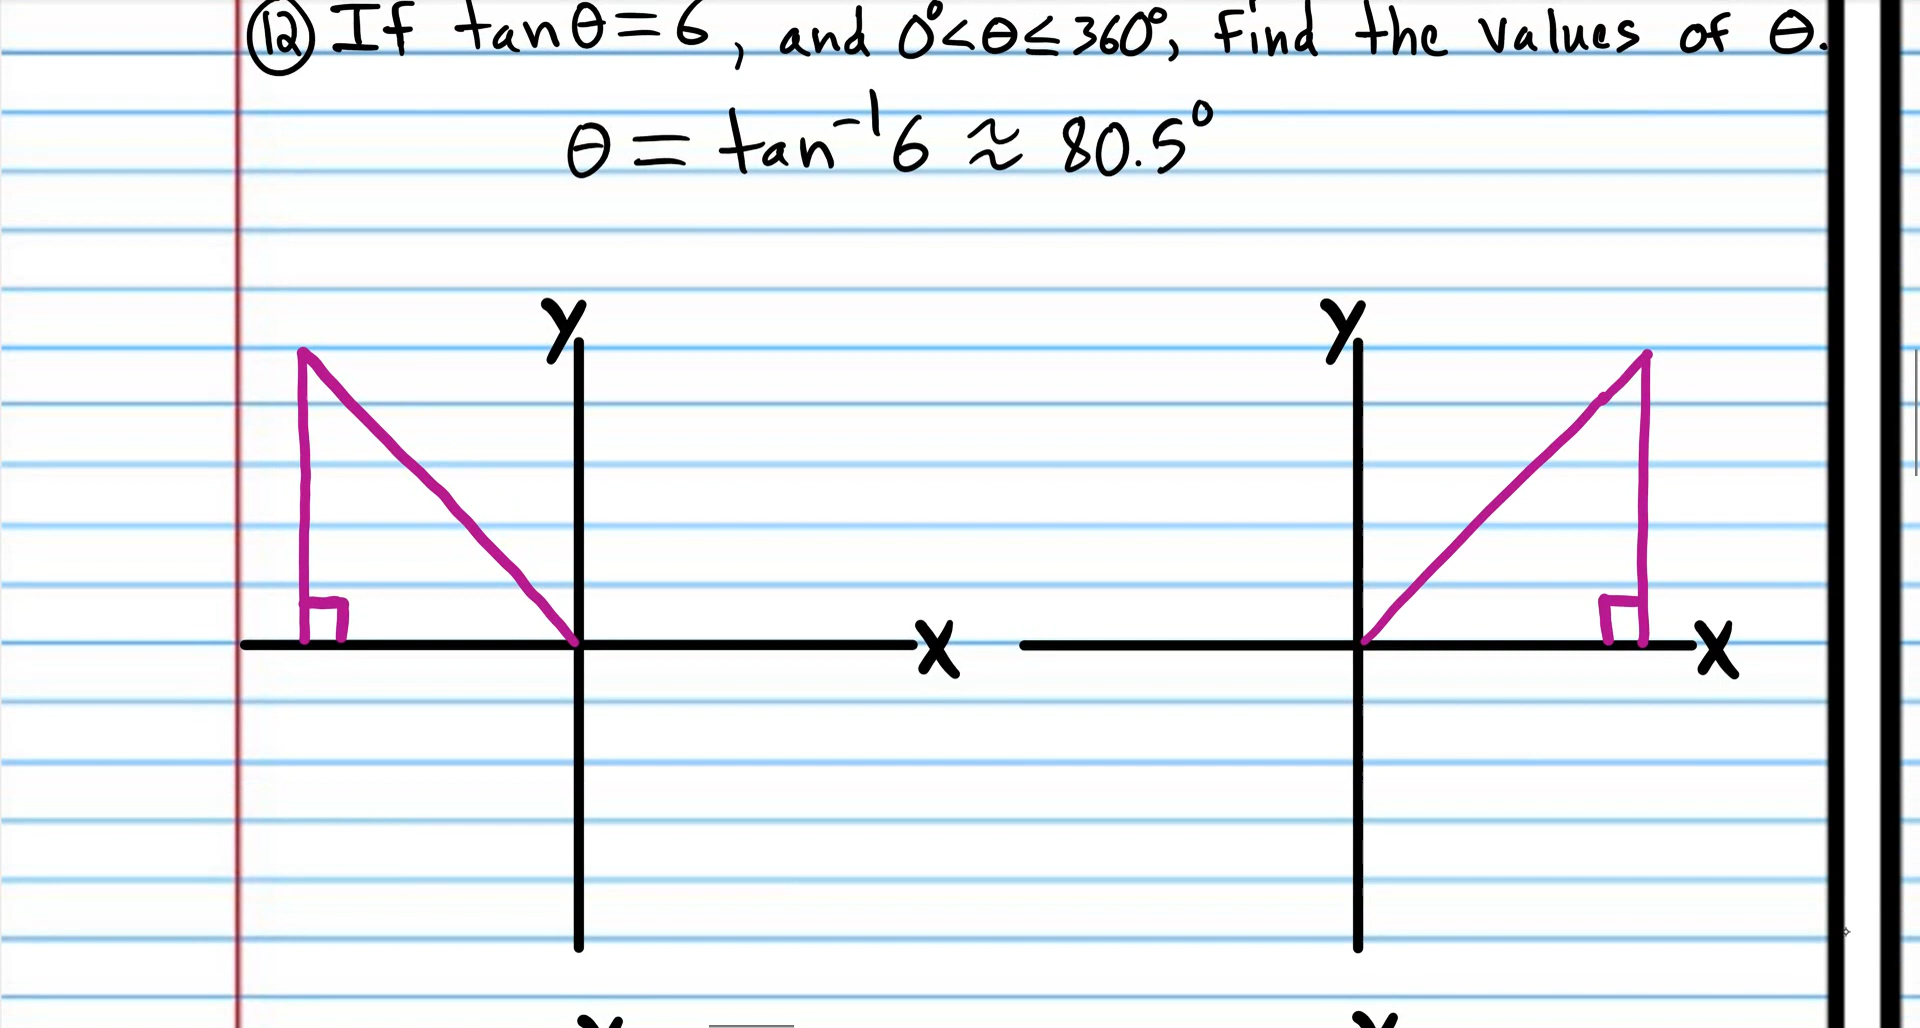 ⑫ If tanθ=6, and 0°<θ≤360°, find the values of θ.
θ = tan⁻¹6 ≈ 80.5°
y y
x x